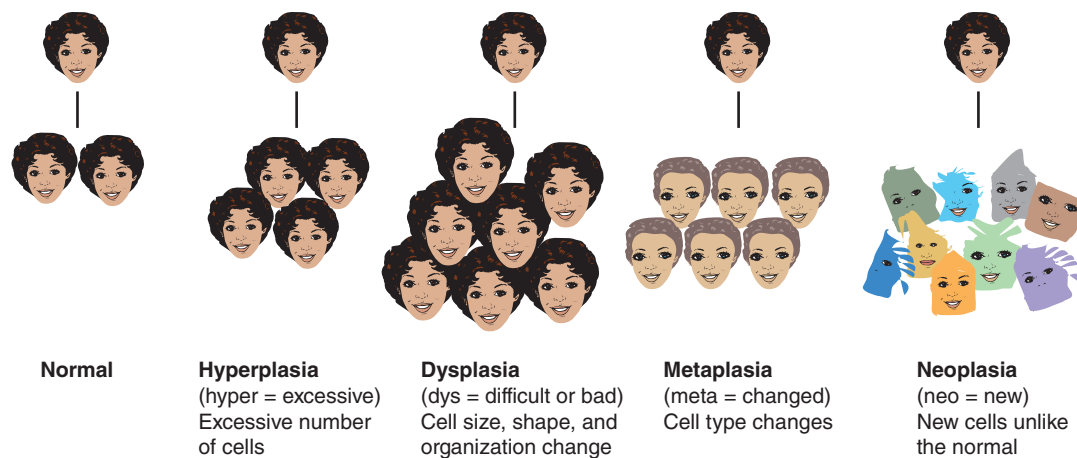 Normal
Hyperplasia
(hyper = excessive)
Excessive number
of cells
Dysplasia
(dys = difficult or bad)
Cell size, shape, and
organization change
Metaplasia
(meta = changed)
Cell type changes
Neoplasia
(neo = new)
New cells unlike
the normal